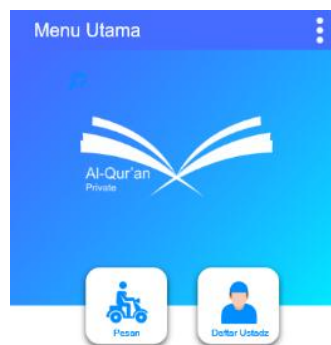 Menu Utama
Al-Qur'an
Private
Pesan
Daftar Ustadz